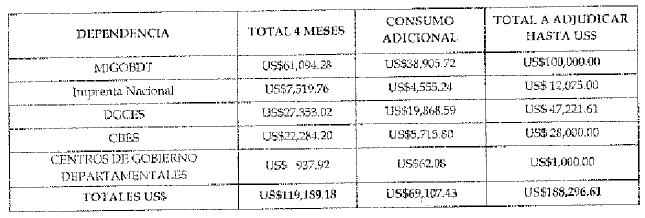 DEPENDENCIA TOTAL 4 MESES CONSUMO ADICIONAL TOTAL A ADJUDICAR HASTA US$
MIGOBDT US$61,094.28 US$38,905.72 US$100,000.00
Imprenta Nacional US$7,519.76 US$4,555.24 US$ 12,075.00
DGCES US$27,353.02 US$19,868.59 US$ 47,221.61
CBES US$22,284.20 US$5,715.80 US$ 28,000.00
CENTROS DE GOBIERNO DEPARTAMENTALES US$ 937.92 US$62.08 US$1,000.00
TOTALES US$ US$119,189.18 US$69,107.43 US$188,296.61